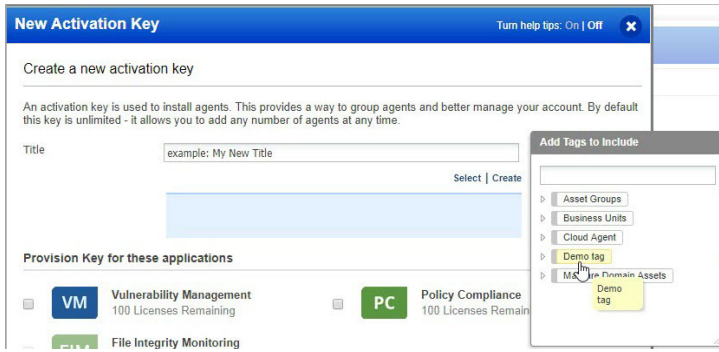 New Activation Key
Turn help tips: On | Off
Create a new activation key
An activation key is used to install agents. This provides a way to group agents and better manage your account. By default
this key is unlimited - it allows you to add any number of agents at any time.
Title
example: My New Title
Select | Create
Provision Key for these applications
VM
Vulnerability Management
100 Licenses Remaining
PC
Policy Compliance
100 Licenses Remain
File Integrity Monitoring
Add Tags to Include
Asset Groups
Business Units
Cloud Agent
Demo tag
Domain Assets
Demo
tag